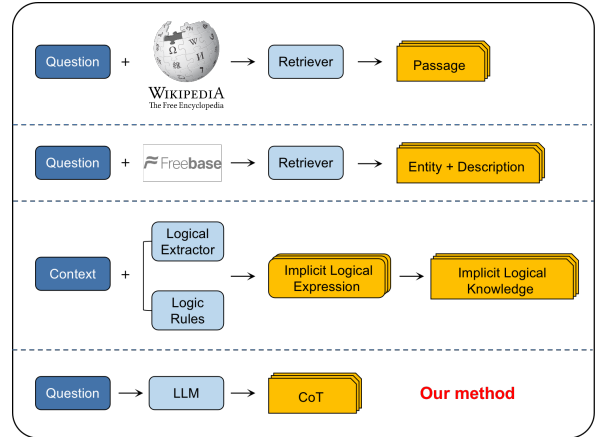 Question + Retriever Passage
WIKIPEDIA
The Free Encyclopedia
Question + Freebase Retriever Entity + Description
Logical
Extractor
Context + Implicit Logical
Expression
Implicit Logical
Knowledge
Logic
Rules
Question LLM CoT Our method